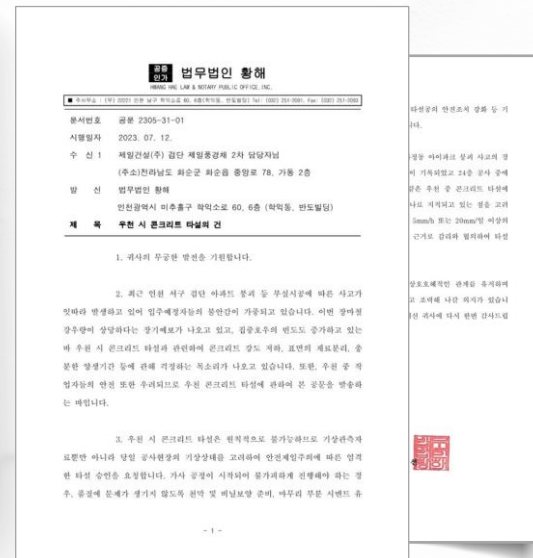 공증
인가
법무법인 황해
HWANG HAE LAW & NOTARY PUBLIC OFFICE, INC.
문서번호 공문 2305-31-01
시행일자 2023. 07. 12.
수 신 1 제일건설(주) 검단 제일풍경채 2차 담당자님
(주소)전라남도 화순군 화순읍 중앙로 78, 가동 2층
발 신 법무법인 황해
인천광역시 미추홀구 학익소로 60, 6층 (학익동, 반도빌딩)
제 목 우천 시 콘크리트 타설의 건
1. 귀사의 무궁한 발전을 기원합니다.
2. 최근 인천 서구 검단 아파트 붕괴 등 부실시공에 따른 사고가
잇따라 발생하고 있어 입주예정자들의 불안감이 가중되고 있습니다. 이번 장마철
강우량이 상당하다는 장기예보가 나오고 있고, 집중호우의 빈도도 증가하고 있는
바 우천 시 콘크리트 타설과 관련하여 콘크리트 강도 저하, 표면의 재료분리, 충
분한 양생기간 등에 관해 걱정하는 목소리가 나오고 있습니다. 또한, 우천 중 작
업자들의 안전 또한 우려되므로 우천 콘크리트 타설에 관하여 본 공문을 발송하
는 바입니다.
3. 우천 시 콘크리트 타설은 원칙적으로 불가능하므로 기상관측자
료뿐만 아니라 당일 공사현장의 기상상태를 고려하여 안전제일주의에 따른 엄격
한 타설 승인을 요청합니다. 가사 공정이 시작되어 불가피하게 진행해야 하는 경
우, 품질에 문제가 생기지 않도록 천막 및 비닐보양 준비, 마무리 부분 시멘트 유
- 1 -
타설공의 안전조치 강화 등 기
니다.
정동 아이파크 붕괴 사고의 경
이 기록되었고 24층 공사 중에
같은 우천 중 콘크리트 타설에
나로 지적되고 있는 점을 고려
5mm/h 또는 20mm/일 이상의
근거로 감리와 협의하여 타설
상호호혜적인 관계를 유지하며
고 조력해 나갈 의지가 있습니
신 귀사에 다시 한번 감사드립